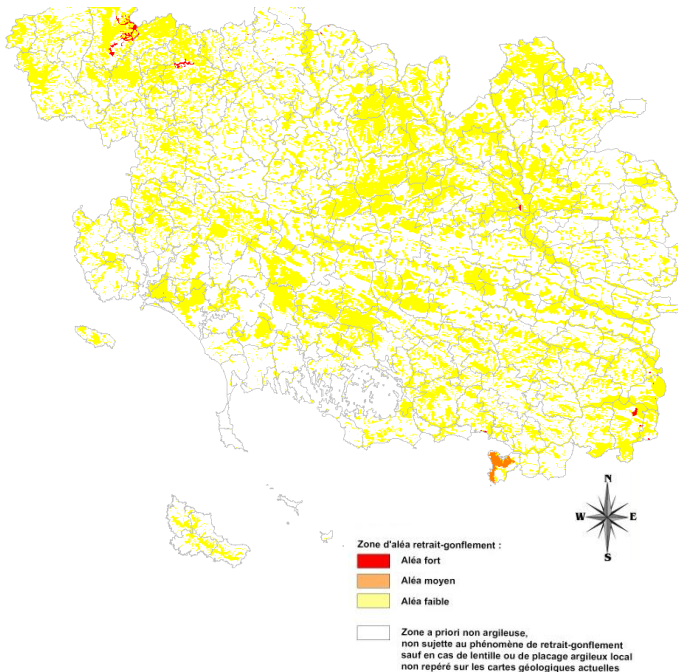 N
W E
S
Zone d'aléa retrait-gonflement :
Aléa fort
Aléa moyen
Aléa faible
Zone a priori non argileuse,
non sujette au phénomène de retrait-gonflement
sauf en cas de lentille ou de placage argileux local
non repéré sur les cartes géologiques actuelles